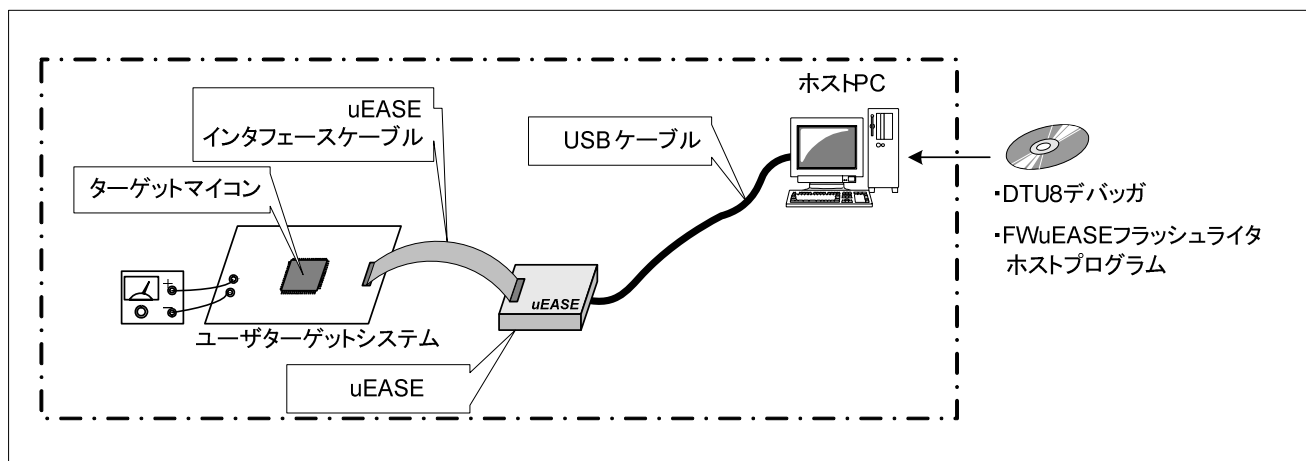 ホストPC
uEASE
インタフェースケーブル
USBケーブル
ターゲットマイコン
・DTU8デバッガ
・FWuEASEフラッシュライタ
ホストプログラム
+
-
uEASE
ユーザターゲットシステム
uEASE